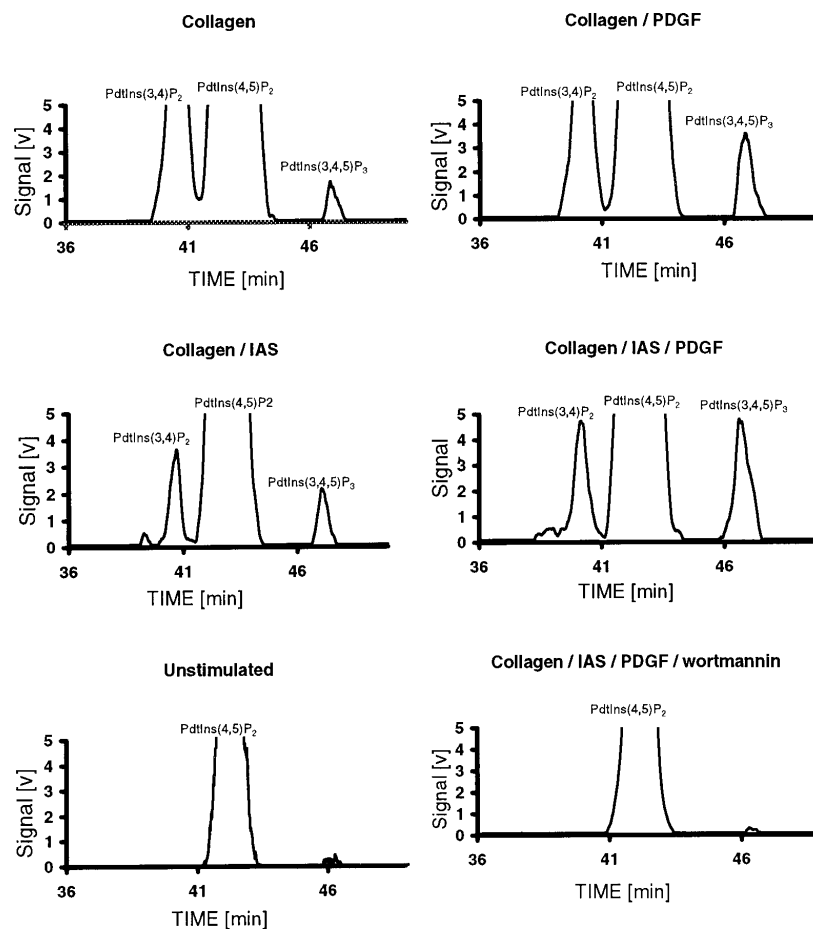 Collagen
PdtIns(3,4)P2
PdtIns(4,5)P2
PdtIns(3,4,5)P3
Signal [v]
5
4
3
2
1
0
36
41
46
TIME [min]
Collagen / PDGF
PdtIns(3,4)P2
PdtIns(4,5)P2
PdtIns(3,4,5)P3
Signal [v]
5
4
3
2
1
0
36
41
46
TIME [min]
Collagen / IAS
PdtIns(4,5)P2
PdtIns(3,4)P2
PdtIns(3,4,5)P3
Signal [v]
5
4
3
2
1
0
36
41
46
TIME [min]
Collagen / IAS / PDGF
PdtIns(3,4)P2
PdtIns(4,5)P2
PdtIns(3,4,5)P3
Signal
5
4
3
2
1
0
36
41
46
TIME [min]
Unstimulated
PdtIns(4,5)P2
Signal [v]
5
4
3
2
1
0
36
41
46
TIME [min]
Collagen / IAS / PDGF / wortmannin
PdtIns(4,5)P2
Signal [v]
5
4
3
2
1
0
36
41
46
TIME [min]